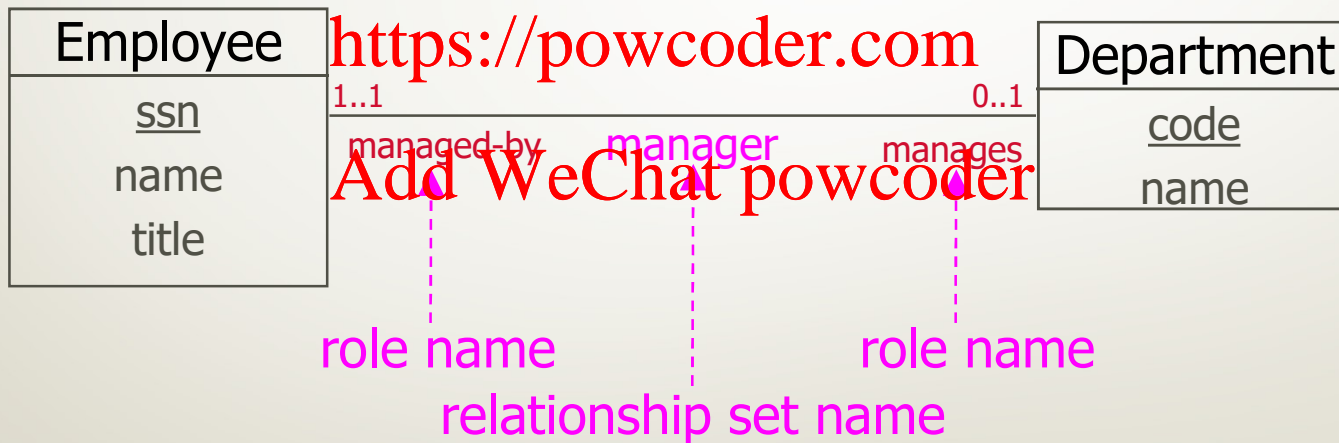 Employee
ssn
name
title
https://powcoder.com
1..1
0..1
managed-by
manager
manages
Add WeChat powcoder
Department
code
name
role name
role name
relationship set name